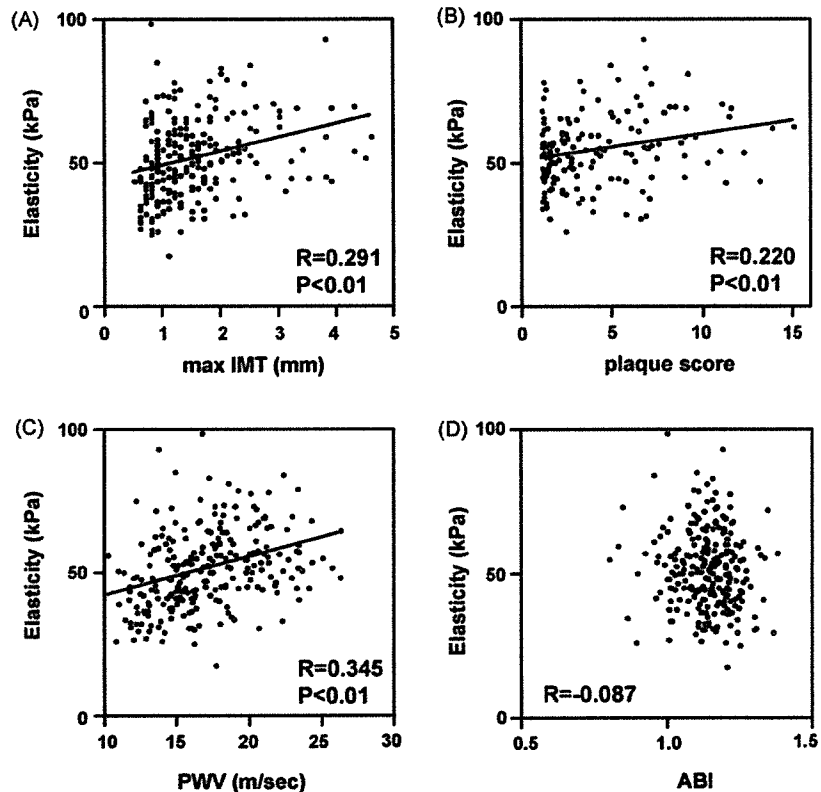 (A)
100
50
0
Elasticity (kPa)
R=0.291
P<0.01
0 1 2 3 4 5
max IMT (mm)
(B)
100
50
0
Elasticity (kPa)
R=0.220
P<0.01
0 5 10 15
plaque score
(C)
100
50
0
Elasticity (kPa)
R=0.345
P<0.01
10 15 20 25 30
PWV (m/sec)
(D)
100
50
0
Elasticity (kPa)
R=-0.087
0.5 1.0 1.5
ABI